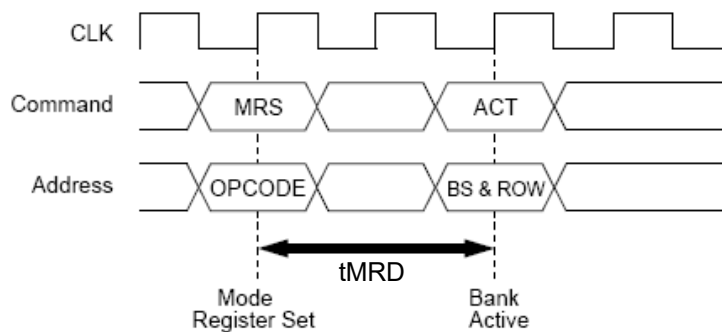 CLK
Command
MRS
ACT
Address
OPCODE
BS & ROW
tMRD
Mode
Register Set
Bank
Active